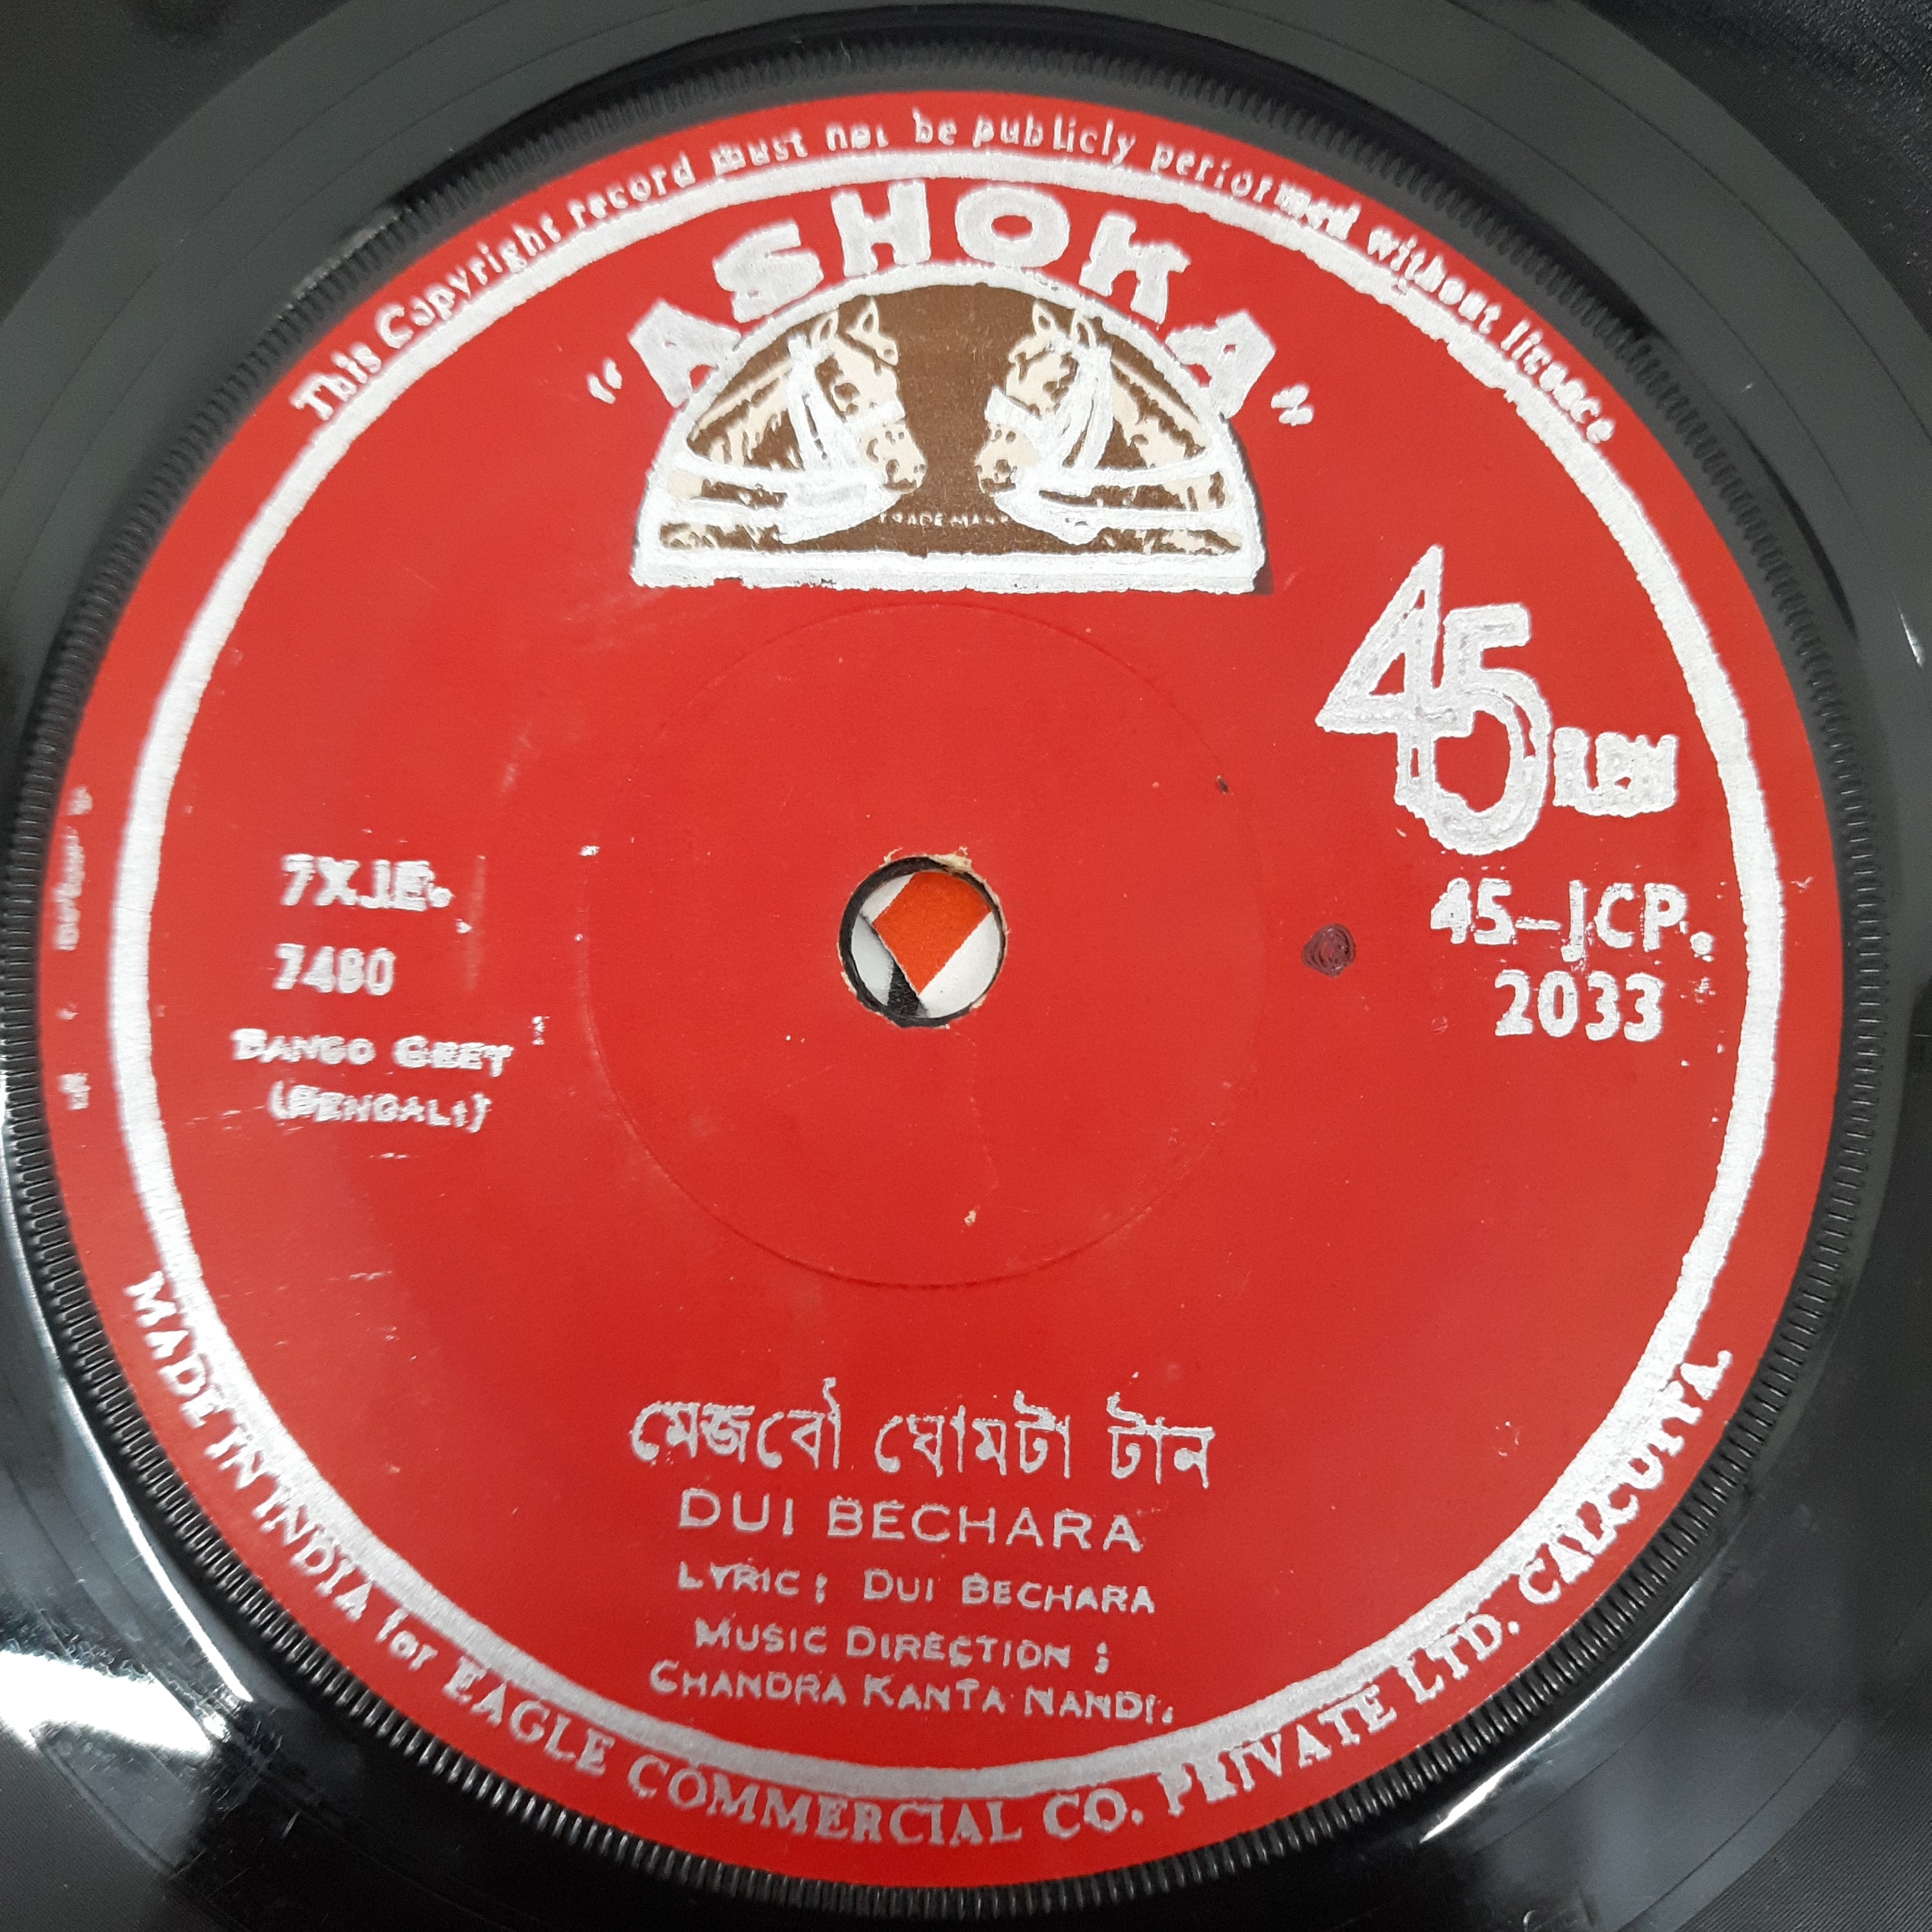 This Copyright record must not be publicly performed without licence
"ASHOKA"
TRADE MARK
45 RPM
7XJE.
7480
BANGO GEET
(BENGALI)
45-JCP.
2033
মেজবৌ ঘোমটা টান
DUI BECHARA
LYRIC; DUI BECHARA
MUSIC DIRECTION ;
CHANDRA KANTA NANDI.
MADE IN INDIA for EAGLE COMMERCIAL CO. PRIVATE LTD. CALCUTTA.